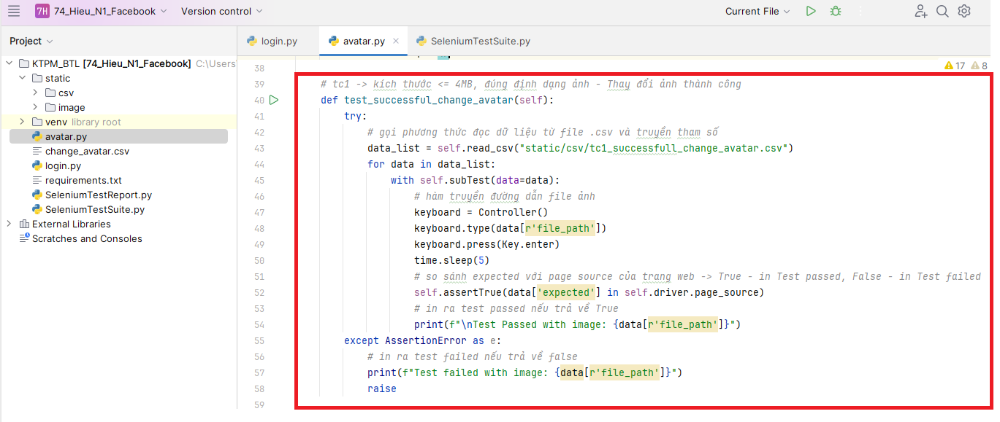 7H 74_Hieu_N1_Facebook Version control Current File
Project
login.py avatar.py SeleniumTestSuite.py
KTPM_BTL [74_Hieu_N1_Facebook] C:\Users
static
csv
image
venv library root
avatar.py
change_avatar.csv
login.py
requirements.txt
SeleniumTestReport.py
SeleniumTestSuite.py
External Libraries
Scratches and Consoles
17 8
38
39 # tc1 -> kích thước <= 4MB, đúng định dạng ảnh - Thay đổi ảnh thành công
40 def test_successful_change_avatar(self):
41 try:
42 # gọi phương thức đọc dữ liệu từ file .csv và truyền tham số
43 data_list = self.read_csv("static/csv/tc1_successfull_change_avatar.csv")
44 for data in data_list:
45 with self.subTest(data=data):
46 # hàm truyền đường dẫn file ảnh
47 keyboard = Controller()
48 keyboard.type(data[r'file_path'])
49 keyboard.press(Key.enter)
50 time.sleep(5)
51 # so sánh expected với page source của trang web -> True - in Test passed, False - in Test failed
52 self.assertTrue(data['expected'] in self.driver.page_source)
53 # in ra test passed nếu trả về True
54 print(f"\nTest Passed with image: {data[r'file_path']}")
55 except AssertionError as e:
56 # in ra test failed nếu trả về false
57 print(f"Test failed with image: {data[r'file_path']}")
58 raise
59